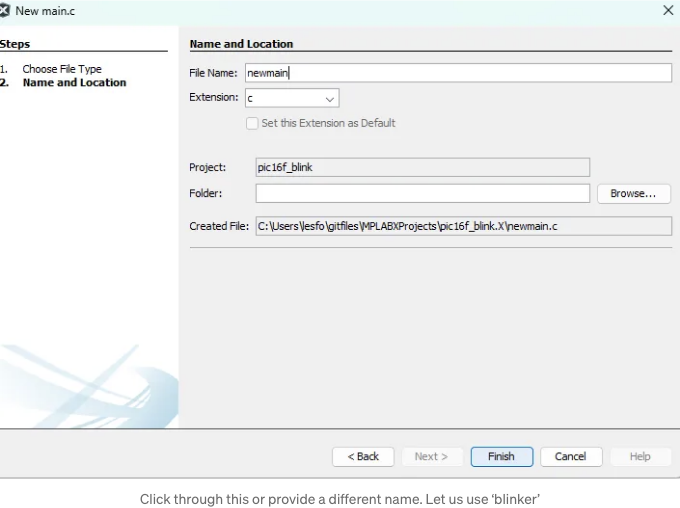 New main.c
Steps
1. Choose File Type
2. Name and Location
Name and Location
File Name: newmain
Extension: c
Set this Extension as Default
Project: pic16f_blink
Folder:
Browse...
Created File: C:\Users\lesfo\gitfiles\MPLABXProjects\pic16f_blink.X\newmain.c
< Back Next > Finish Cancel Help
Click through this or provide a different name. Let us use ‘blinker’